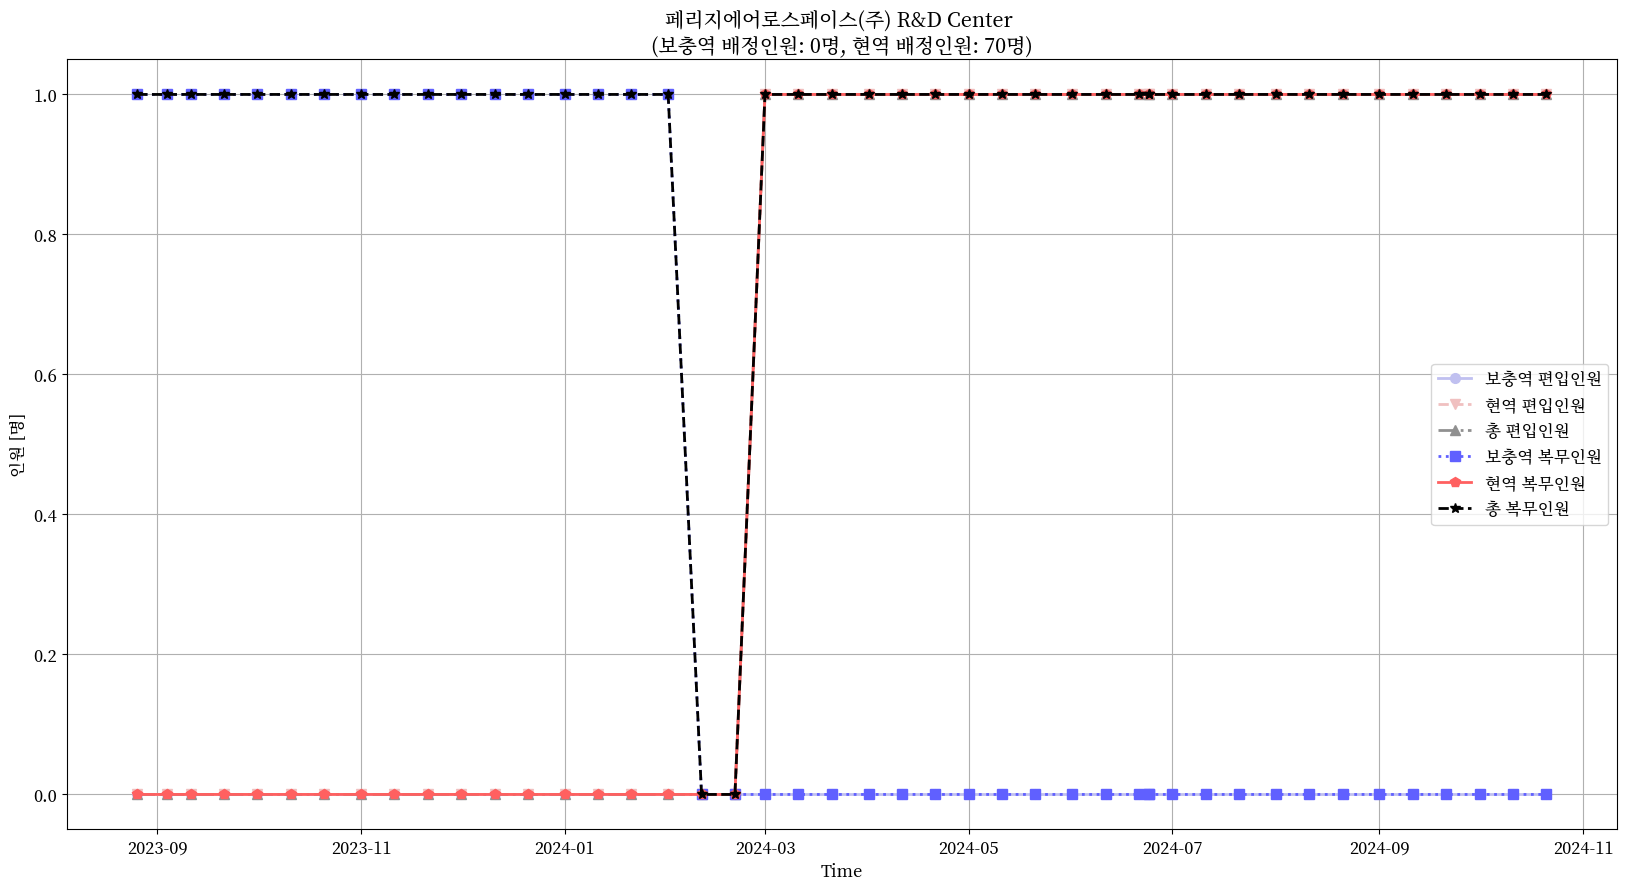 페리지에어로스페이스(주) R&D Center
(보충역 배정인원: 0명, 현역 배정인원: 70명)
인원 [명]
1.0
0.8
0.6
0.4
0.2
0.0
보충역 편입인원
현역 편입인원
총 편입인원
보충역 복무인원
현역 복무인원
총 복무인원
2023-09 2023-11 2024-01 2024-03 2024-05 2024-07 2024-09 2024-11
Time